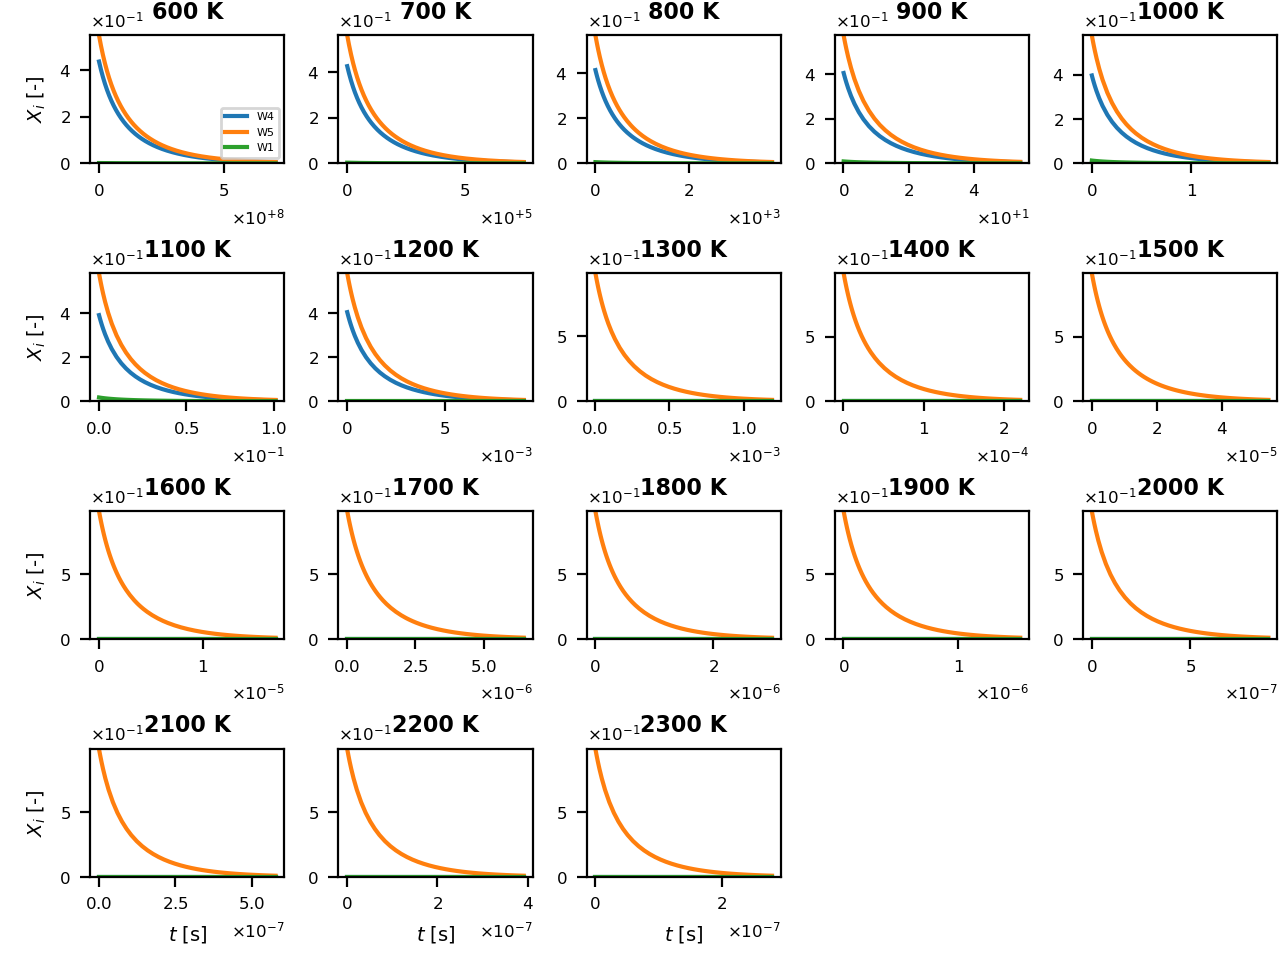 ×10⁻¹ 600 K ×10⁻¹ 700 K ×10⁻¹ 800 K ×10⁻¹ 900 K ×10⁻¹ 1000 K
X_i [-]
4 2 0
W4
W5
W1
4 2 0
4 2 0
4 2 0
4 2 0
0 5 0 5 0 2 0 2 4 0 1
×10⁺⁸ ×10⁺⁵ ×10⁺³ ×10⁺¹
×10⁻¹ 1100 K ×10⁻¹ 1200 K ×10⁻¹ 1300 K ×10⁻¹ 1400 K ×10⁻¹ 1500 K
X_i [-]
4 2 0
4 2 0
5 0
5 0
5 0
0.0 0.5 1.0 0 5 0.0 0.5 1.0 0 1 2 0 2 4
×10⁻¹ ×10⁻³ ×10⁻³ ×10⁻⁴ ×10⁻⁵
×10⁻¹ 1600 K ×10⁻¹ 1700 K ×10⁻¹ 1800 K ×10⁻¹ 1900 K ×10⁻¹ 2000 K
X_i [-]
5 0
5 0
5 0
5 0
5 0
0 1 0.0 2.5 5.0 0 2 0 1 0 5
×10⁻⁵ ×10⁻⁶ ×10⁻⁶ ×10⁻⁶ ×10⁻⁷
×10⁻¹ 2100 K ×10⁻¹ 2200 K ×10⁻¹ 2300 K
X_i [-]
5 0
5 0
5 0
0.0 2.5 5.0 0 2 4 0 2
t [s] ×10⁻⁷ t [s] ×10⁻⁷ t [s] ×10⁻⁷